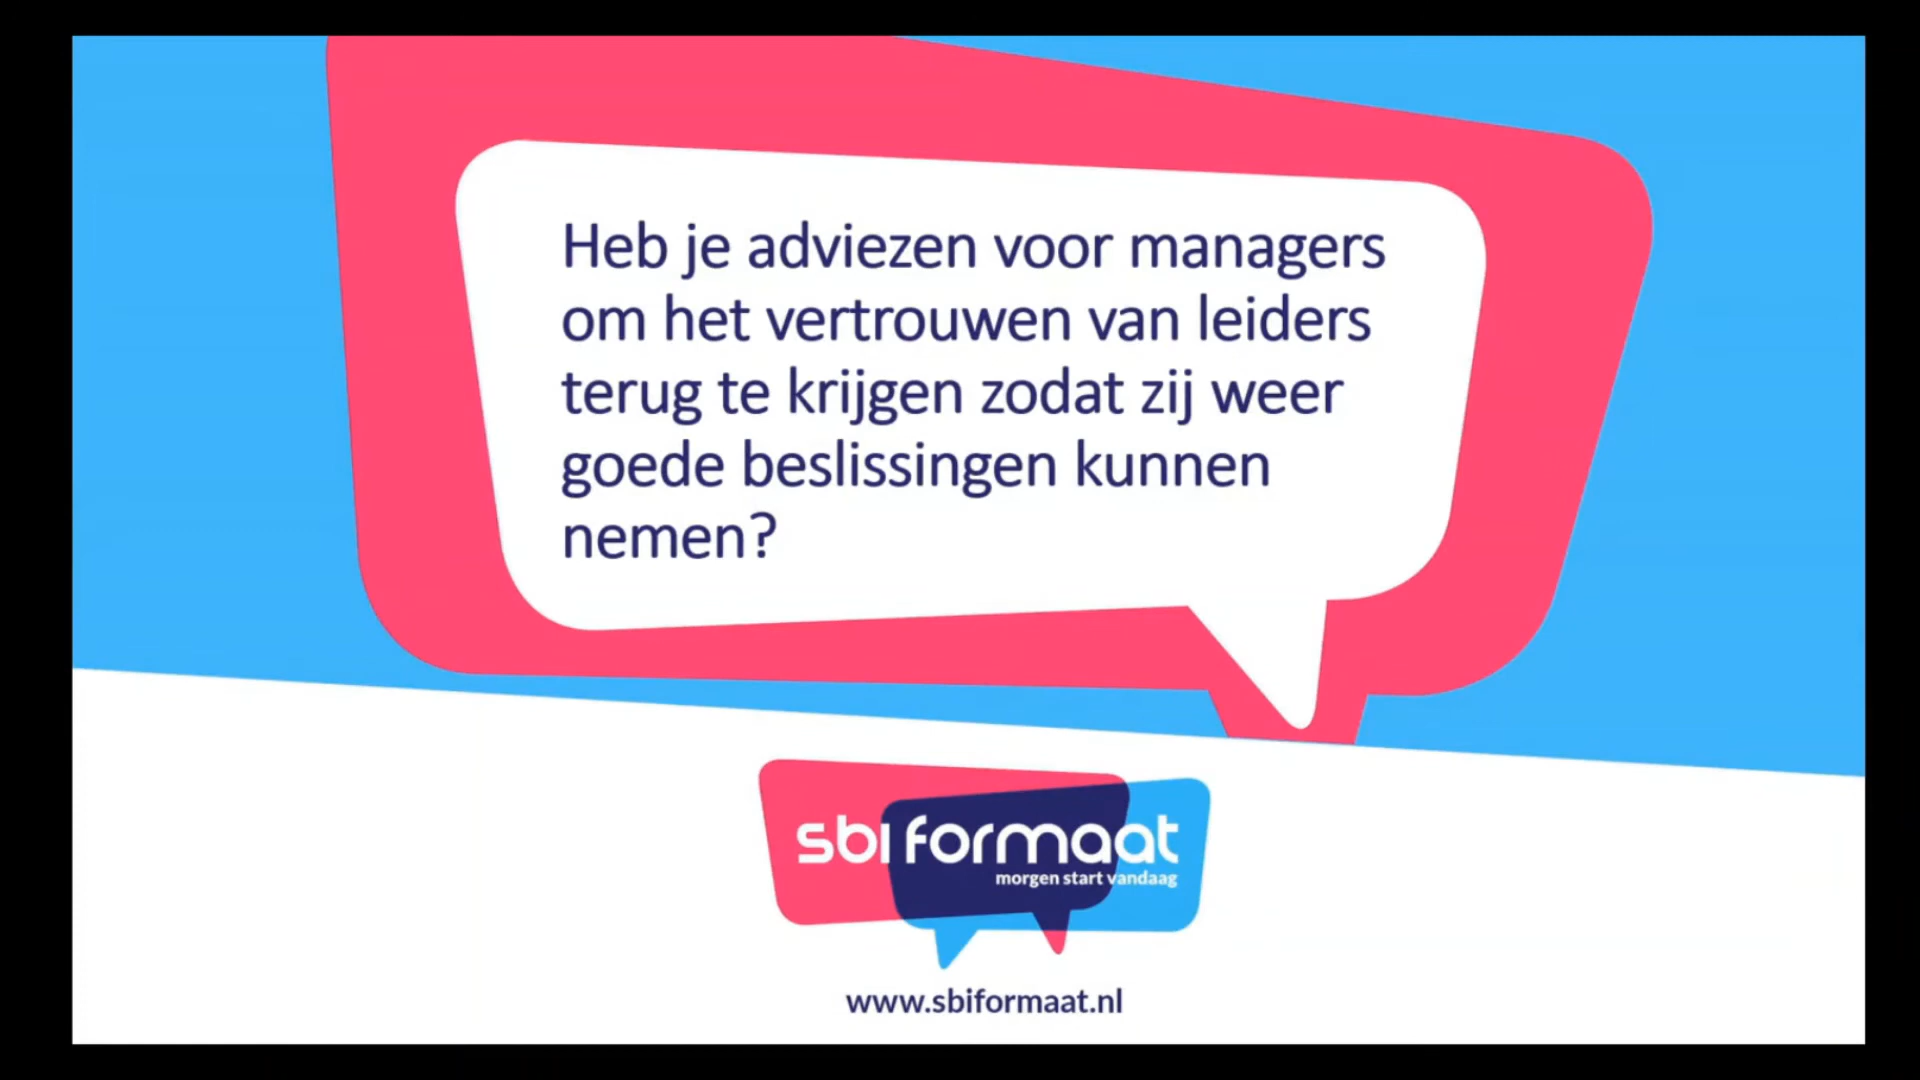 Heb je adviezen voor managers
om het vertrouwen van leiders
terug te krijgen zodat zij weer
goede beslissingen kunnen
nemen?
sbi formaat
morgen start vandaag
www.sbiformaat.nl